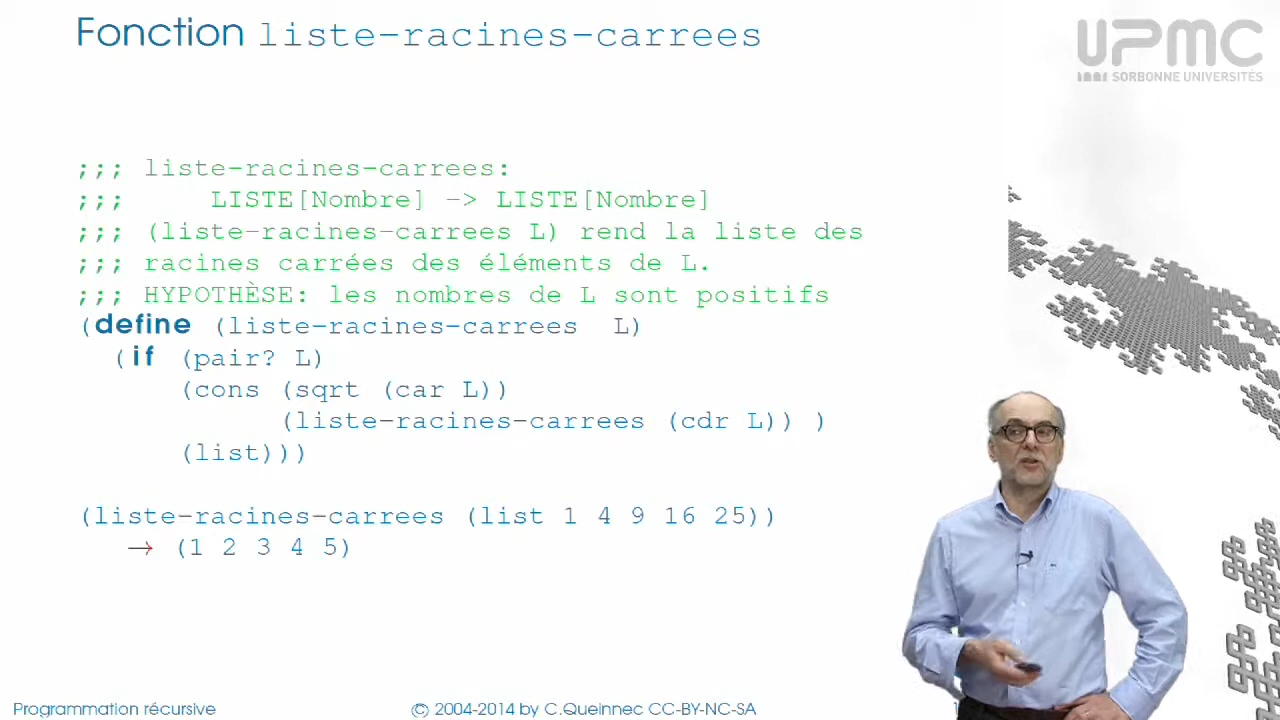 Fonction liste-racines-carrees
UPMC
SORBONNE UNIVERSITÉS
;;; liste-racines-carrees:
;;;      LISTE[Nombre] -> LISTE[Nombre]
;;; (liste-racines-carrees L) rend la liste des
;;; racines carrées des éléments de L.
;;; HYPOTHÈSE: les nombres de L sont positifs
(define (liste-racines-carrees  L)
  (if (pair? L)
      (cons (sqrt (car L))
            (liste-racines-carrees (cdr L)) )
      (list)))
(liste-racines-carrees (list 1 4 9 16 25))
   → (1 2 3 4 5)
Programmation récursive
© 2004-2014 by C.Queinnec CC-BY-NC-SA